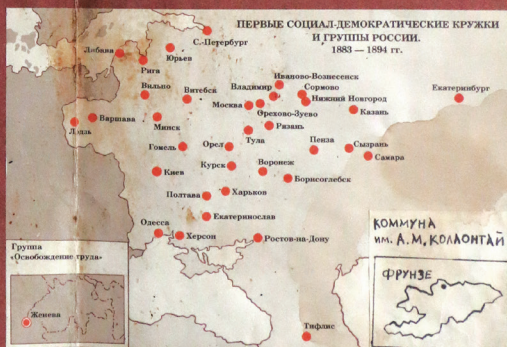 ПЕРВЫЕ СОЦИАЛ-ДЕМОКРАТИЧЕСКИЕ КРУЖКИ
И ГРУППЫ РОССИИ.
1883 — 1894 гг.
С.-Петербург
Либава
Юрьев
Рига
Вильно
Витебск
Иваново-Вознесенск
Владимир
Сормово
Екатеринбург
Москва
Нижний Новгород
Орехово-Зуево
Казань
Лодзь
Варшава
Минск
Рязань
Тула
Гомель
Орел
Пенза
Сызрань
Самара
Киев
Курск
Воронеж
Борисоглебск
Полтава
Харьков
Екатеринослав
Одесса
Херсон
Ростов-на-Дону
Тифлис
Группа
«Освобождение труда»
Женева
КОММУНА
ИМ. А.М. КОЛЛОНТАЙ
ФРУНЗЕ